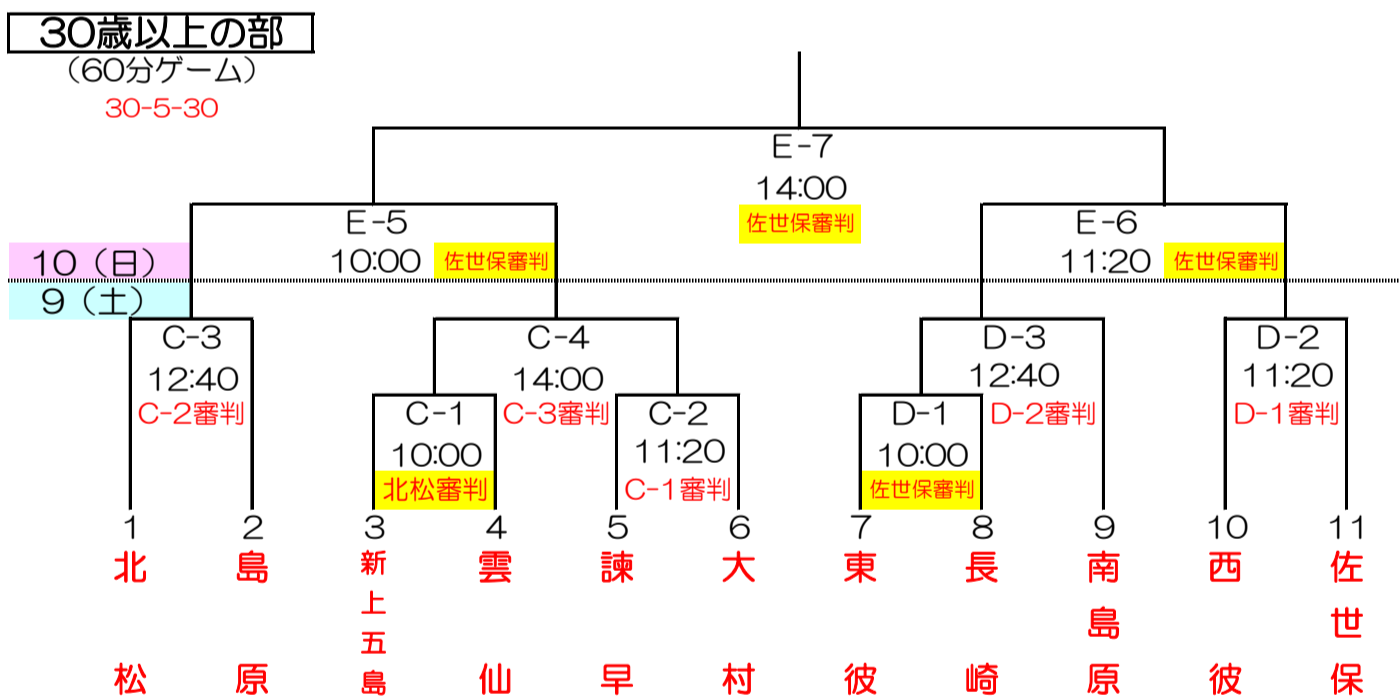 30歳以上の部
（60分ゲーム）
30-5-30
E-7
14:00
佐世保審判
E-5
10:00 佐世保審判
E-6
11:20 佐世保審判
10（日）
9（土）
C-3
12:40
C-2審判
C-4
14:00
C-3審判
D-3
12:40
D-2審判
D-2
11:20
D-1審判
C-1
10:00
北松審判
C-2
11:20
C-1審判
D-1
10:00
佐世保審判
1 2 3 4 5 6 7 8 9 10 11
北松
島原
新上五島
雲仙
諫早
大村
東彼
長崎
南島原
西彼
佐世保